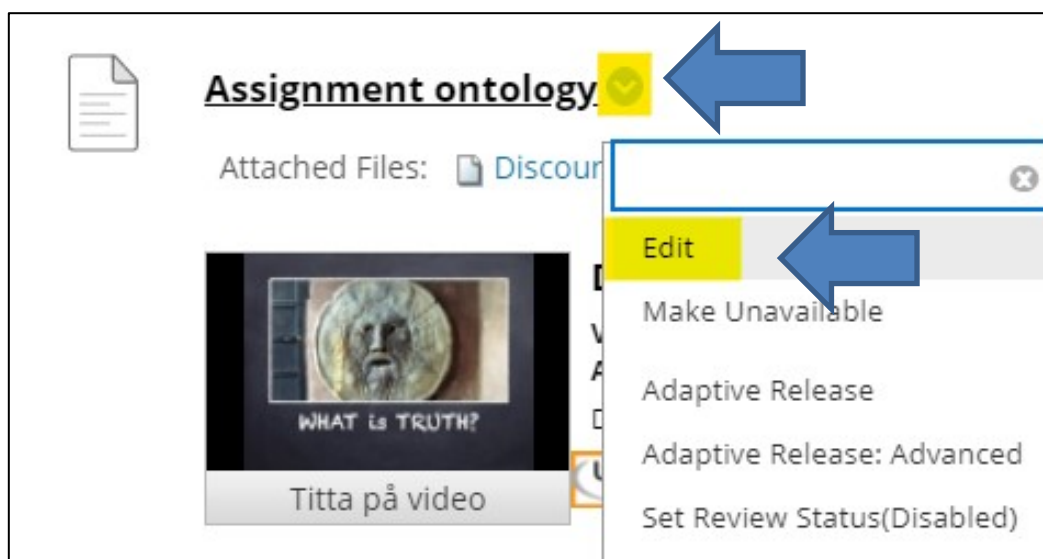 Assignment ontology
Attached Files: Discour
Edit
Make Unavailable
Adaptive Release
WHAT is TRUTH?
Adaptive Release: Advanced
Titta på video
Set Review Status(Disabled)